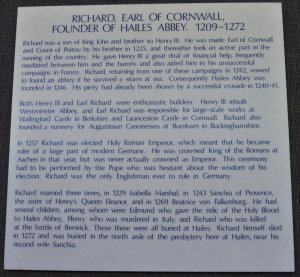 RICHARD, EARL OF CORNWALL,
FOUNDER OF HAILES ABBEY. 1209-1272
Richard was a son of King John and brother to Henry III. He was made Earl of Cornwall
and Count of Poitou by his brother in 1225, and thereafter took an active part in the
running of the country. He gave Henry III a great deal of financial help, frequently
mediated between him and the barons and also aided him in his unsuccessful
campaigns in France. Richard, returning from one of these campaigns in 1242, vowed
to found an abbey if he survived a storm at sea. Consequently Hailes Abbey was
founded in 1246. His piety had already been shown by a successful crusade in 1240-41.
Both Henry III and Earl Richard were enthusiastic builders. Henry III rebuilt
Westminster Abbey, and Earl Richard was responsible for large-scale works at
Wallingford Castle in Berkshire and Launceston Castle in Cornwall. Richard also
founded a nunnery for Augustinian Canonesses at Burnham in Buckinghamshire.
In 1257 Richard was elected Holy Roman Emperor, which meant that he became
ruler of a large part of modern Germany. He was crowned King of the Romans at
Aachen in that year, but was never actually crowned as Emperor. This ceremony
had to be performed by the Pope who was hesitant about the wisdom of his
election. Richard was the only Englishman ever to rule in Germany.
Richard married three times, in 1229 Isabella Marshal, in 1243 Sanchia of Provence,
the sister of Henry's Queen Eleanor, and in 1269 Beatrice von Falkenburg. He had
several children, among whom were Edmund who gave the relic of the Holy Blood
to Hailes Abbey, Henry who was murdered in Italy, and Richard who was killed
at the battle of Berwick. These three were all buried at Hailes. Richard himself died
in 1272 and was buried in the north aisle of the presbytery here at Hailes, near his
second wife Sanchia.